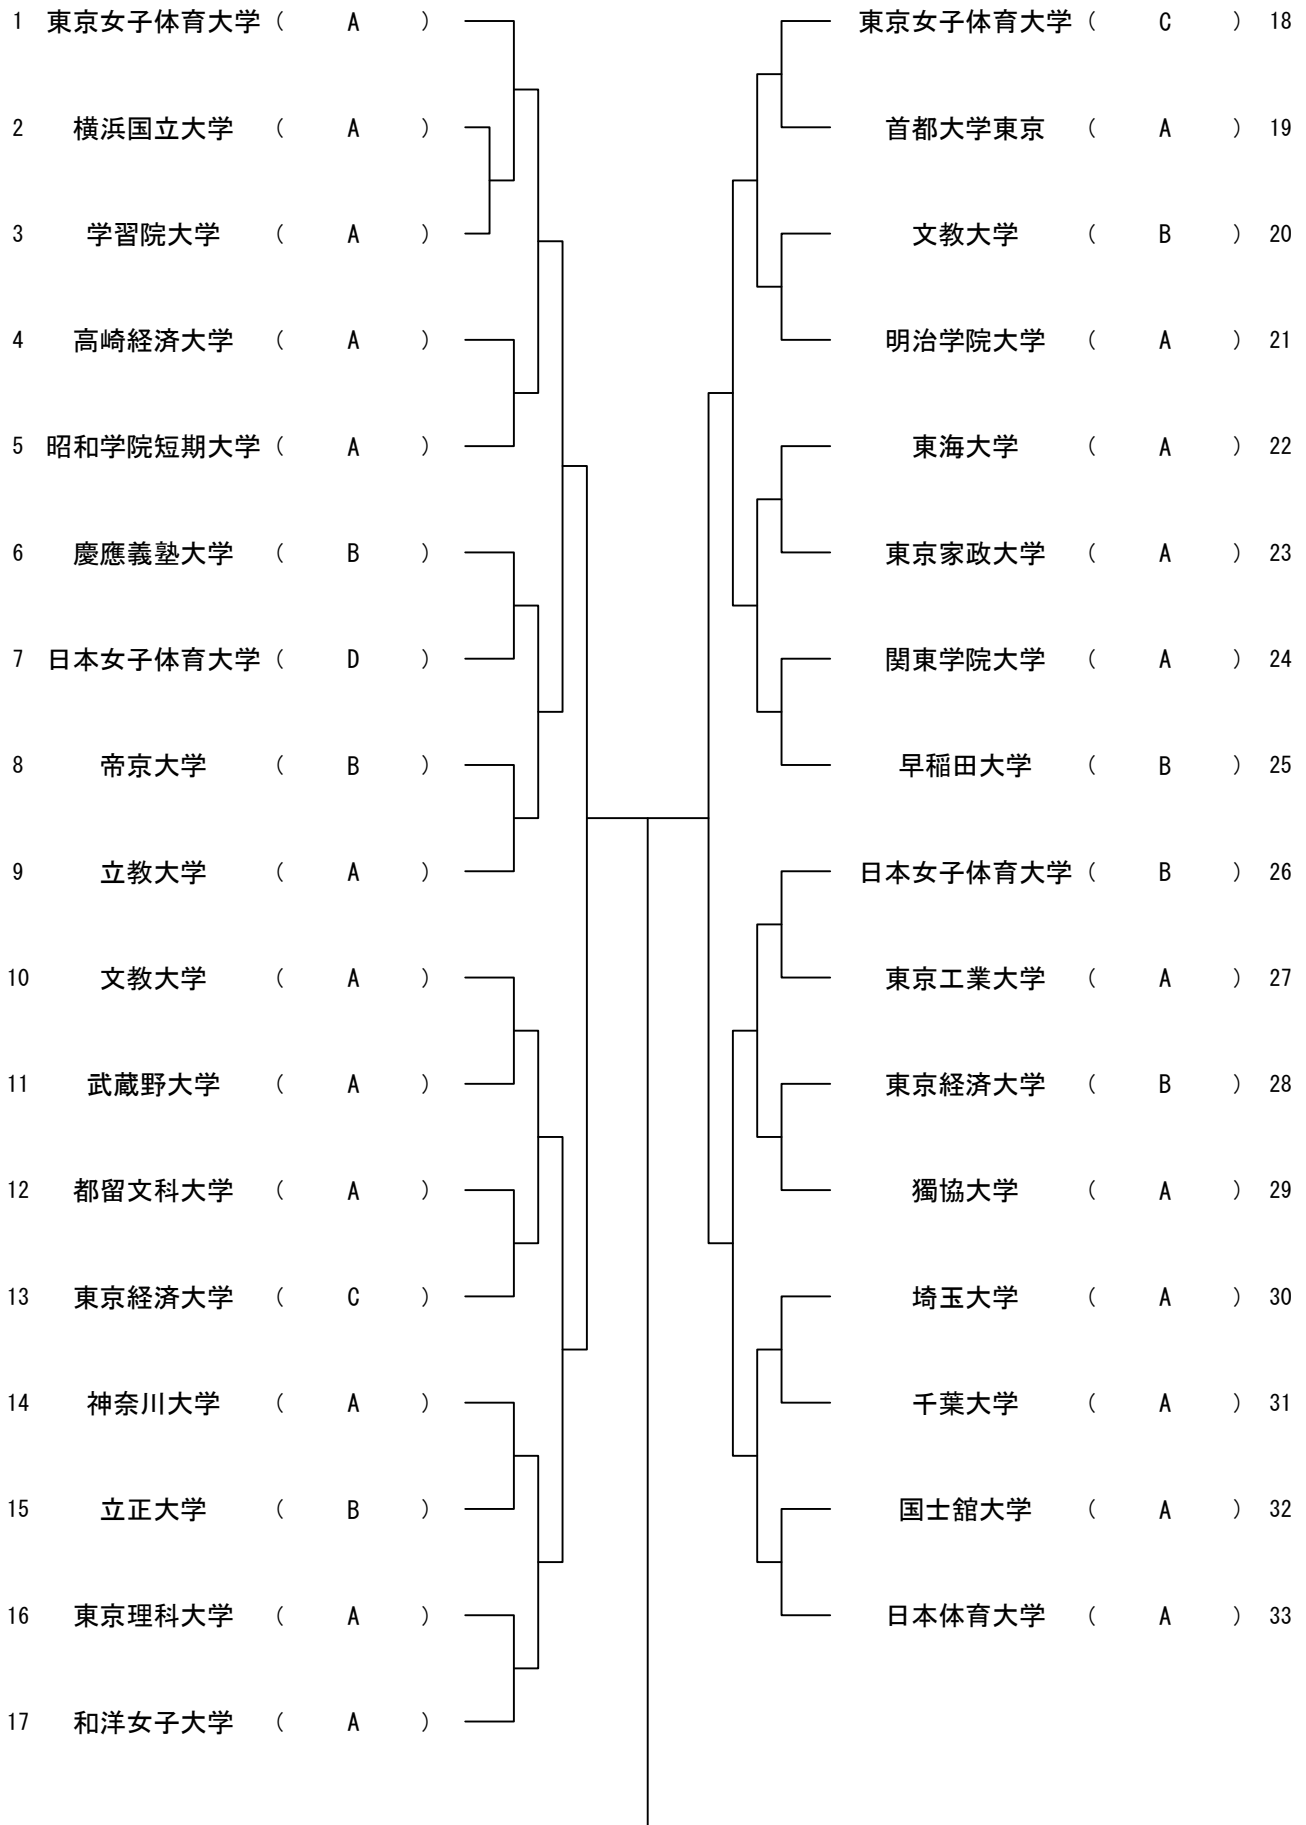 1 東京女子体育大学 ( A )
2 横浜国立大学 ( A )
3 学習院大学 ( A )
4 高崎経済大学 ( A )
5 昭和学院短期大学 ( A )
6 慶應義塾大学 ( B )
7 日本女子体育大学 ( D )
8 帝京大学 ( B )
9 立教大学 ( A )
10 文教大学 ( A )
11 武蔵野大学 ( A )
12 都留文科大学 ( A )
13 東京経済大学 ( C )
14 神奈川大学 ( A )
15 立正大学 ( B )
16 東京理科大学 ( A )
17 和洋女子大学 ( A )
東京女子体育大学 ( C ) 18
首都大学東京 ( A ) 19
文教大学 ( B ) 20
明治学院大学 ( A ) 21
東海大学 ( A ) 22
東京家政大学 ( A ) 23
関東学院大学 ( A ) 24
早稲田大学 ( B ) 25
日本女子体育大学 ( B ) 26
東京工業大学 ( A ) 27
東京経済大学 ( B ) 28
獨協大学 ( A ) 29
埼玉大学 ( A ) 30
千葉大学 ( A ) 31
国士舘大学 ( A ) 32
日本体育大学 ( A ) 33